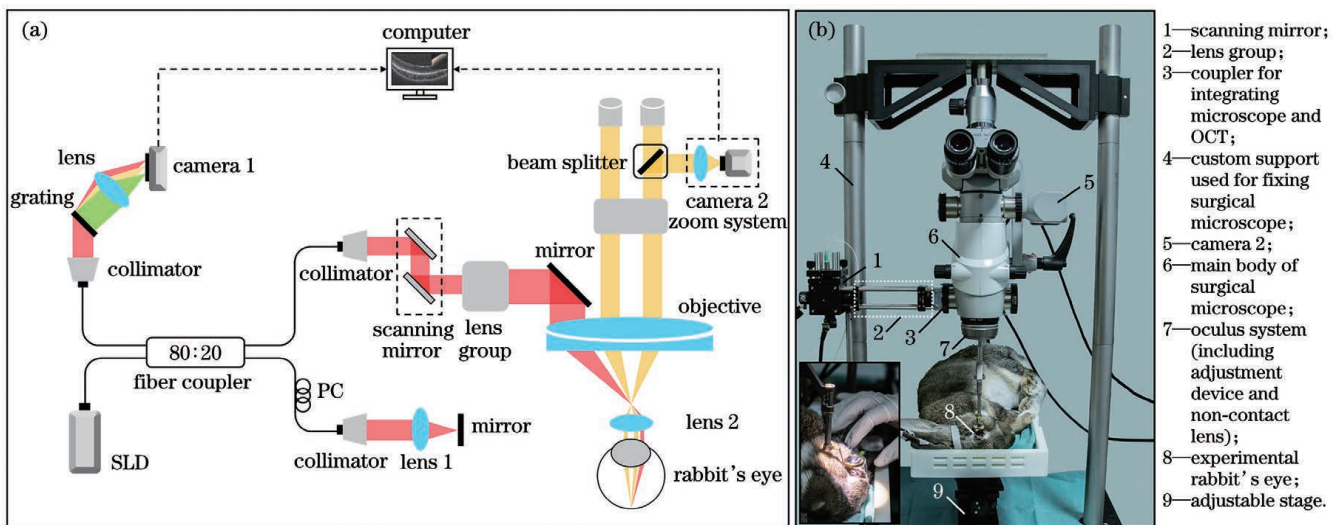 (a)
computer
lens
camera 1
grating
collimator
beam splitter
camera 2
zoom system
mirror
collimator
objective
scanning
mirror
lens
group
80:20
fiber coupler
PC
lens 2
mirror
collimator
lens 1
SLD
rabbit's eye
(b)
4
5
6
1
2
3
7
8
9
1—scanning mirror;
2—lens group;
3—coupler for
integrating
microscope and
OCT;
4—custom support
used for fixing
surgical
microscope;
5—camera 2;
6—main body of
surgical
microscope;
7—oculus system
(including
adjustment
device and
non-contact
lens);
8—experimental
rabbit's eye;
9—adjustable stage.